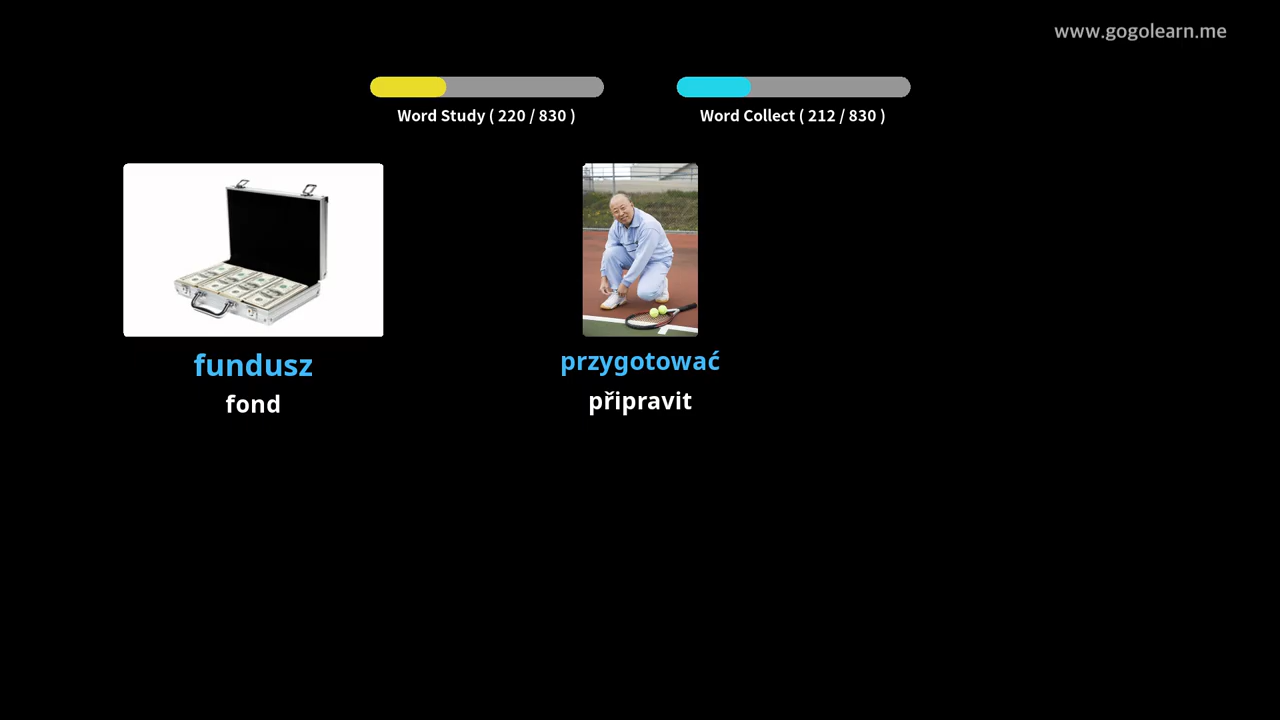 www.gogolearn.me
Word Study ( 220 / 830 )
Word Collect ( 212 / 830 )
fundusz
fond
przygotować
připravit